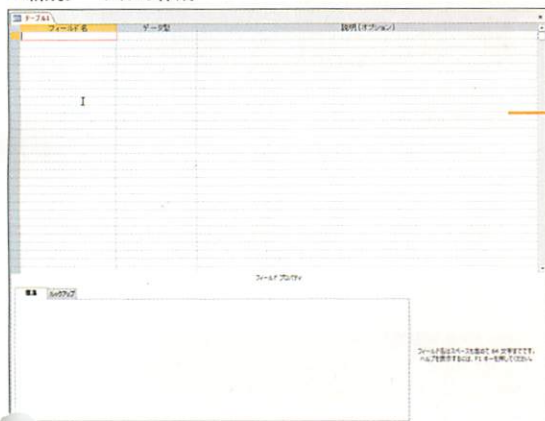 テーブル1
フィールド名 データ型 説明(オプション)
フィールド プロパティ
標準 ルックアップ
フィールド名はスペースを含めて 64 文字までです。
ヘルプを表示するには、F1 キーを押してください。